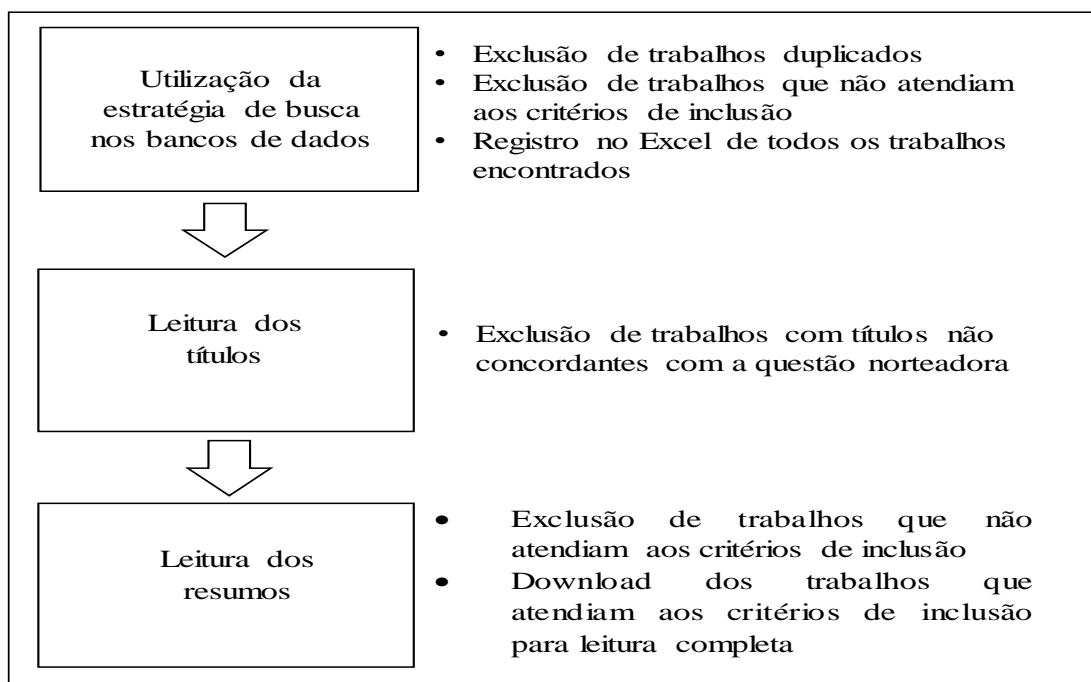 Utilização da
estratégia de busca
nos bancos de dados
• Exclusão de trabalhos duplicados
• Exclusão de trabalhos que não atendiam
aos critérios de inclusão
• Registro no Excel de todos os trabalhos
encontrados
Leitura dos
títulos
• Exclusão de trabalhos com títulos não
concordantes com a questão norteadora
Leitura dos
resumos
• Exclusão de trabalhos que não
atendiam aos critérios de inclusão
• Download dos trabalhos que
atendiam aos critérios de inclusão
para leitura completa